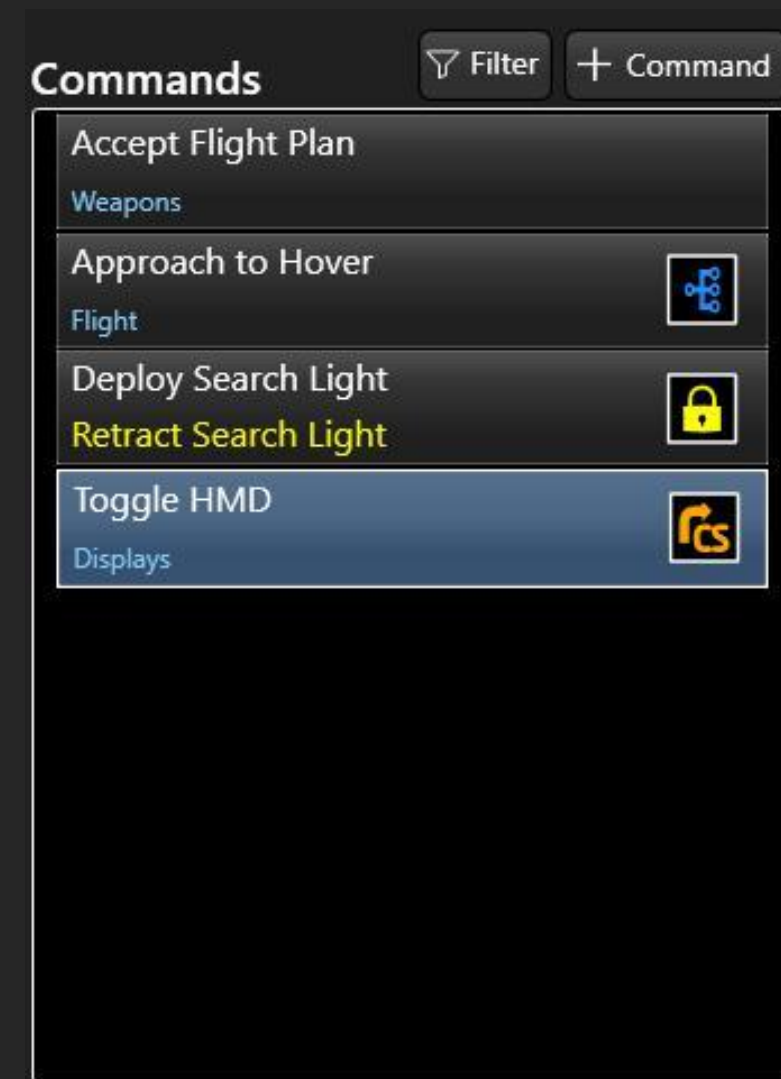 Commands
Filter
Command
Accept Flight Plan
Weapons
Approach to Hover
Flight
Deploy Search Light
Retract Search Light
Toggle HMD
CS
Displays